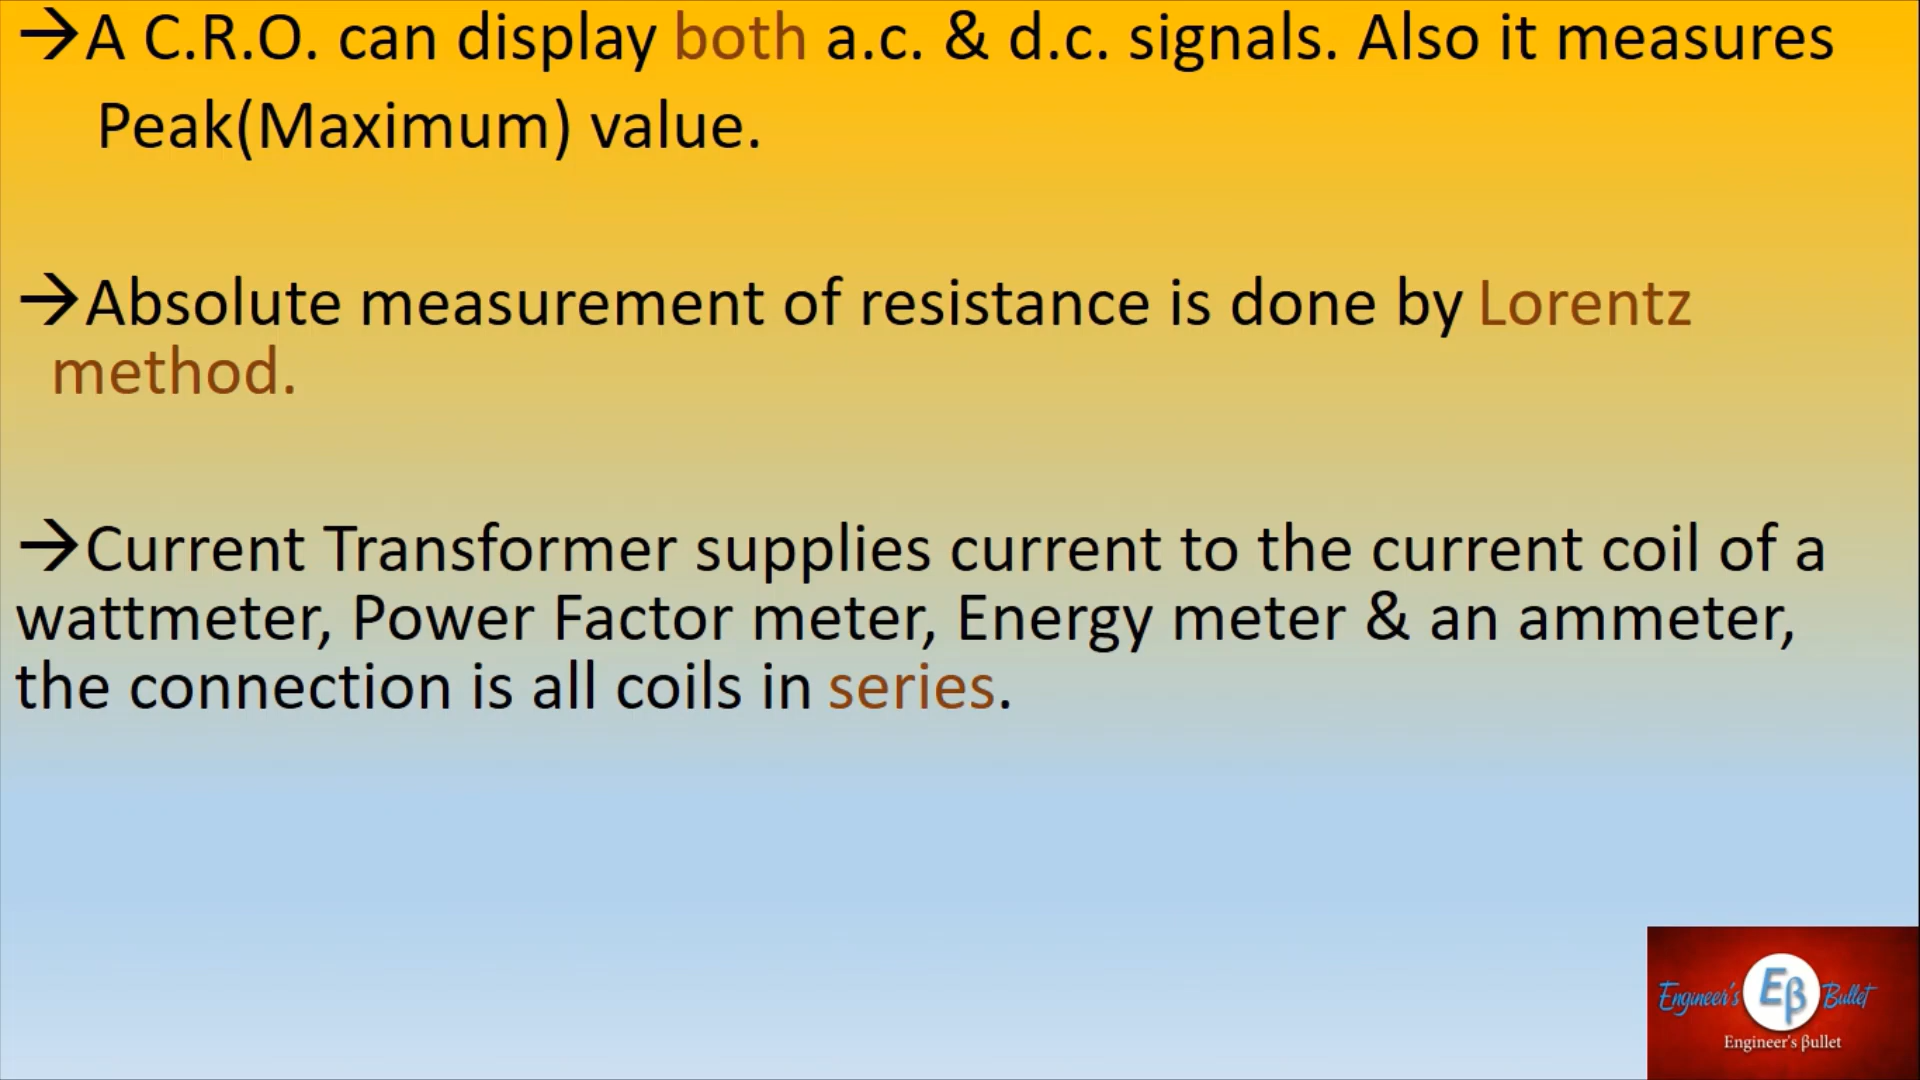 →A C.R.O. can display both a.c. & d.c. signals. Also it measures
Peak(Maximum) value.
→Absolute measurement of resistance is done by Lorentz
method.
→Current Transformer supplies current to the current coil of a
wattmeter, Power Factor meter, Energy meter & an ammeter,
the connection is all coils in series.
Engineer's Eβ Bullet
Engineer's βullet